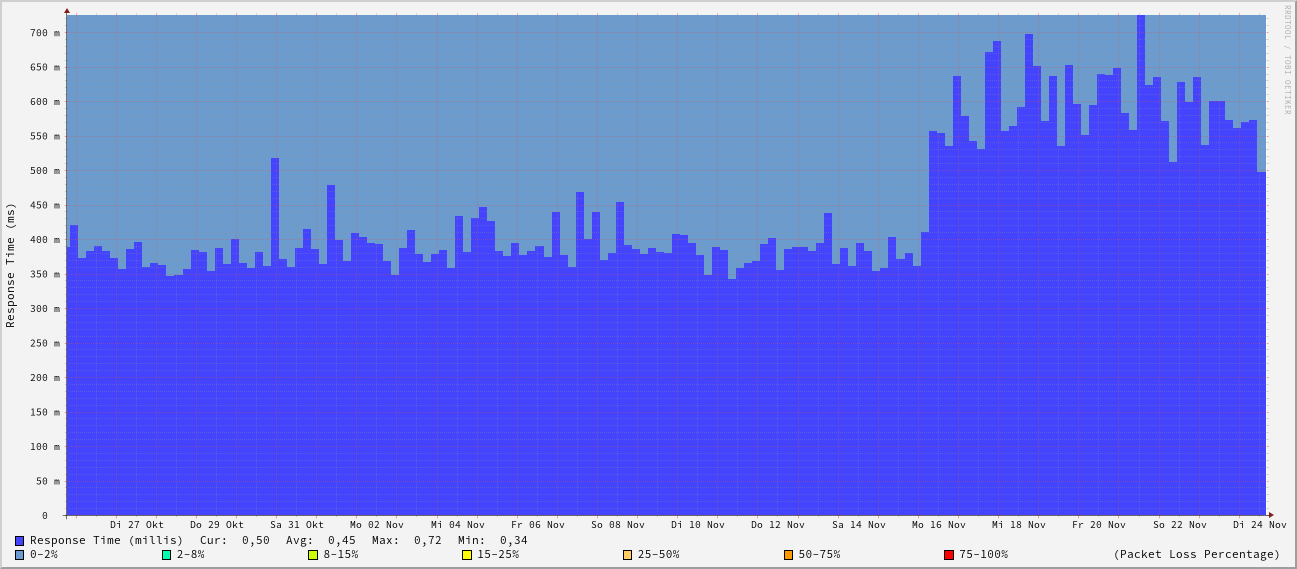 RRDTOOL / TOBI OETIKER
Response Time (ms)
700 m
650 m
600 m
550 m
500 m
450 m
400 m
350 m
300 m
250 m
200 m
150 m
100 m
50 m
0
Di 27 Okt Do 29 Okt Sa 31 Okt Mo 02 Nov Mi 04 Nov Fr 06 Nov So 08 Nov Di 10 Nov Do 12 Nov Sa 14 Nov Mo 16 Nov Mi 18 Nov Fr 20 Nov So 22 Nov Di 24 Nov
Response Time (millis) Cur: 0,50 Avg: 0,45 Max: 0,72 Min: 0,34
0-2% 2-8% 8-15% 15-25% 25-50% 50-75% 75-100% (Packet Loss Percentage)